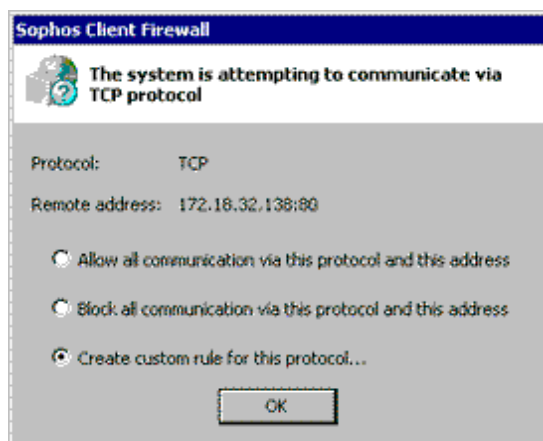 Sophos Client Firewall
The system is attempting to communicate via
TCP protocol
Protocol: TCP
Remote address: 172.18.32.138:80
Allow all communication via this protocol and this address
Block all communication via this protocol and this address
Create custom rule for this protocol...
OK